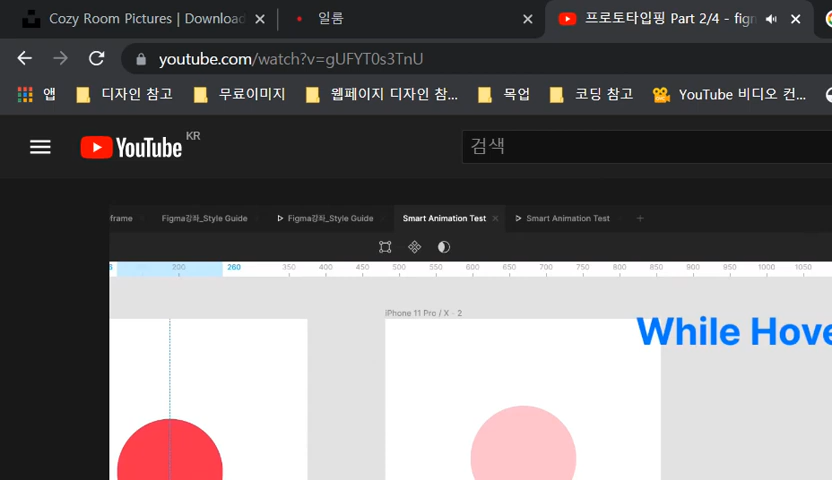 Cozy Room Pictures | Download
일룸
프로토타입핑 Part 2/4 - figm
youtube.com/watch?v=gUFYT0s3TnU
앱 디자인 참고 무료이미지 웹페이지 디자인 참... 목업 코딩 참고 YouTube 비디오 컨...
YouTube KR
검색
frame Figma강좌_Style Guide Figma강좌_Style Guide Smart Animation Test Smart Animation Test
200 260 350 400 450 500 550 600 650 700 750 800 850 900 950 1000 1050
iPhone 11 Pro / X - 2
While Hove